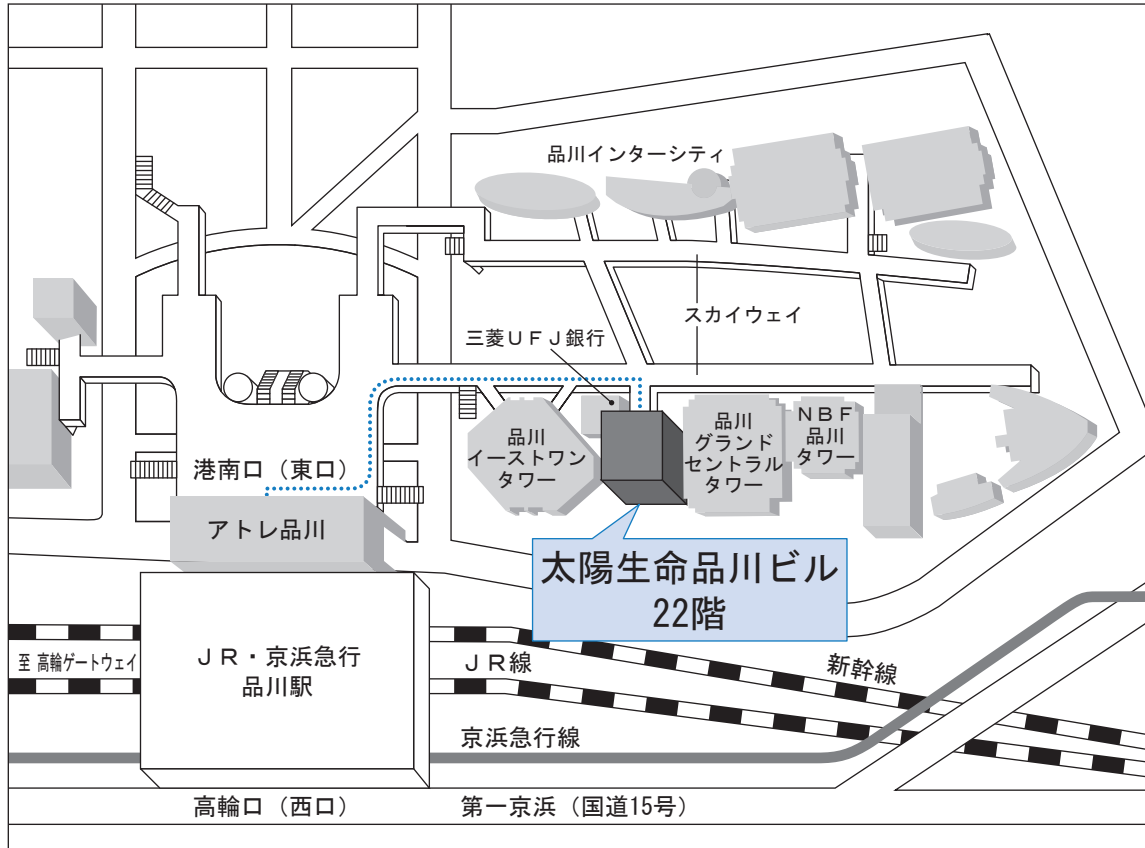 品川インターシティ
スカイウェイ
三菱ＵＦＪ銀行
品川
イーストワン
タワー
品川
グランド
セントラル
タワー
ＮＢＦ
品川
タワー
港南口（東口）
アトレ品川
太陽生命品川ビル
22階
至 高輪ゲートウェイ
ＪＲ・京浜急行
品川駅
ＪＲ線
新幹線
京浜急行線
高輪口（西口）
第一京浜（国道15号）